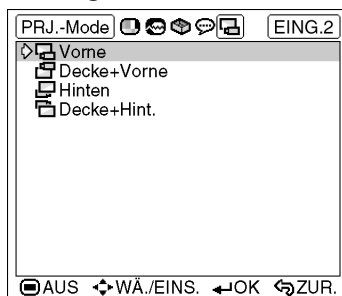 PRJ.-Mode EING.2
Vorne
Decke+Vorne
Hinten
Decke+Hint.
AUS WÄ./EINS. OK ZUR.